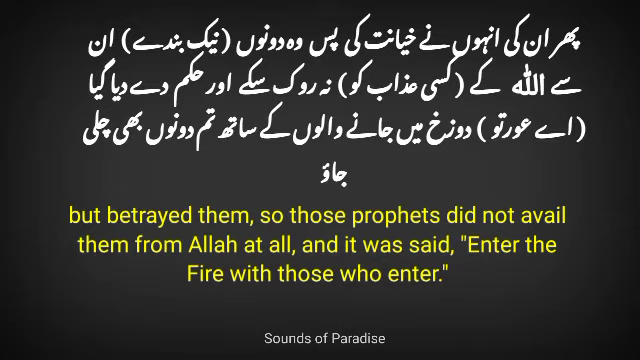 پھر ان کی انہوں نے خیانت کی پس وہ دونوں (نیک بندے) ان
سے الله کے (کسی عذاب کو) نہ روک سکے اور حکم دے دیا گیا
(اے عورتو) دوزخ میں جانے والوں کے ساتھ تم دونوں بھی چلی
جاؤ
but betrayed them, so those prophets did not avail
them from Allah at all, and it was said, "Enter the
Fire with those who enter."
Sounds of Paradise